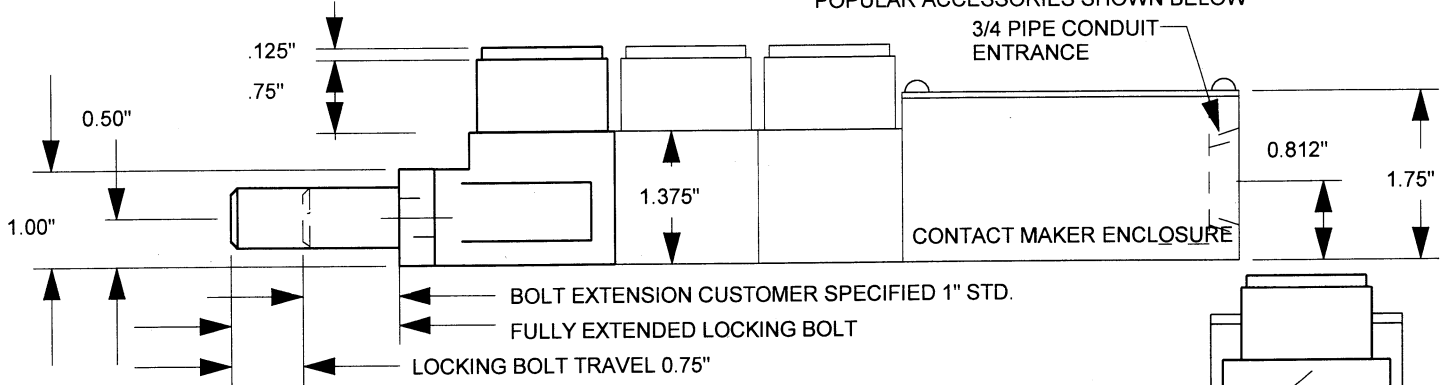 POPULAR ACCESSORIES SHOWN BELOW
3/4 PIPE CONDUIT
ENTRANCE
.125"
.75"
0.50"
0.812"
1.75"
1.375"
1.00"
CONTACT MAKER ENCLOSURE
BOLT EXTENSION CUSTOMER SPECIFIED 1" STD.
FULLY EXTENDED LOCKING BOLT
LOCKING BOLT TRAVEL 0.75"